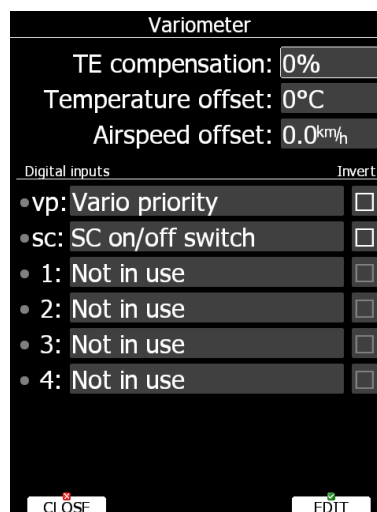 Variometer
TE compensation: 0%
Temperature offset: 0°C
Airspeed offset: 0.0km/h
Digital inputs Invert
vp: Vario priority
sc: SC on/off switch
1: Not in use
2: Not in use
3: Not in use
4: Not in use
CLOSE EDIT